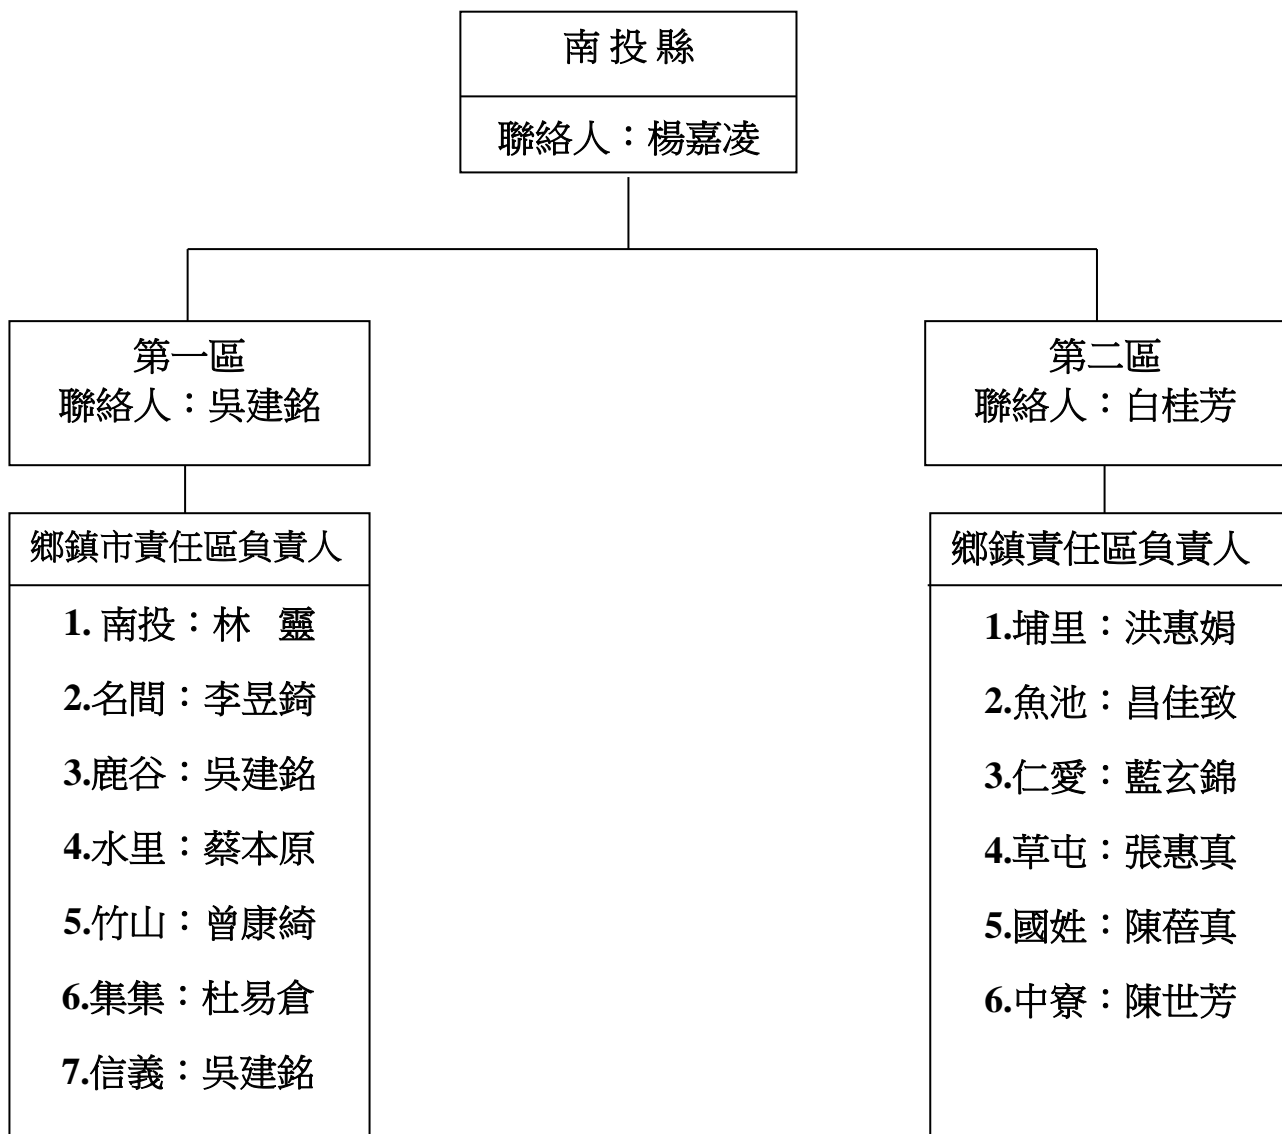 南投縣
聯絡人：楊嘉凌
第一區
聯絡人：吳建銘
鄉鎮市責任區負責人
1. 南投：林 靈
2.名間：李昱錡
3.鹿谷：吳建銘
4.水里：蔡本原
5.竹山：曾康綺
6.集集：杜易倉
7.信義：吳建銘
第二區
聯絡人：白桂芳
鄉鎮責任區負責人
1.埔里：洪惠娟
2.魚池：昌佳致
3.仁愛：藍玄錦
4.草屯：張惠真
5.國姓：陳蓓真
6.中寮：陳世芳